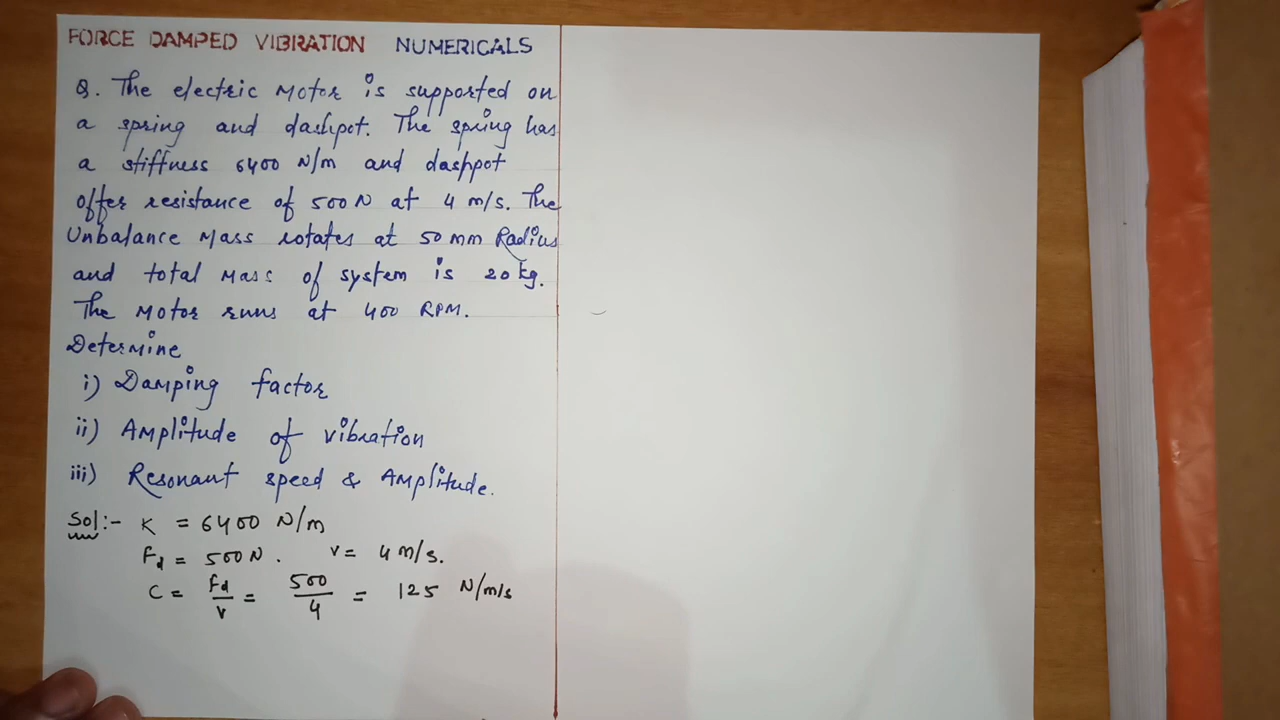 FORCE DAMPED VIBRATION NUMERICALS
Q. The electric Motor is supported on
a spring and dashpot. The spring has
a stiffness 6400 N/m and dashpot
offer resistance of 500 N at 4 m/s. The
Unbalance Mass rotates at 50 mm Radius
and total Mass of system is 20 kg.
The Motor runs at 400 RPM.
Determine
i) Damping factor
ii) Amplitude of vibration
iii) Resonant speed & Amplitude.
Sol:- K = 6400 N/m
Fd = 500 N. v = 4 m/s.
C = Fd/v = 500/4 = 125 N/m/s